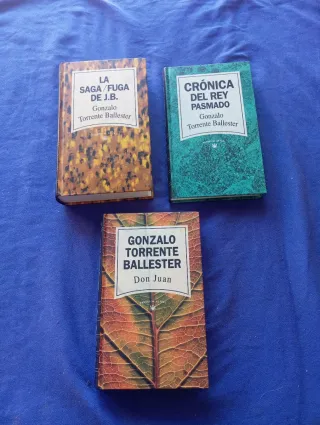 LA
SAGA/FUGA
DE J.B.
Gonzalo
Torrente Ballester
CRÓNICA
DEL REY
PASMADO
Gonzalo
Torrente Ballester
GONZALO
TORRENTE
BALLESTER
Don Juan